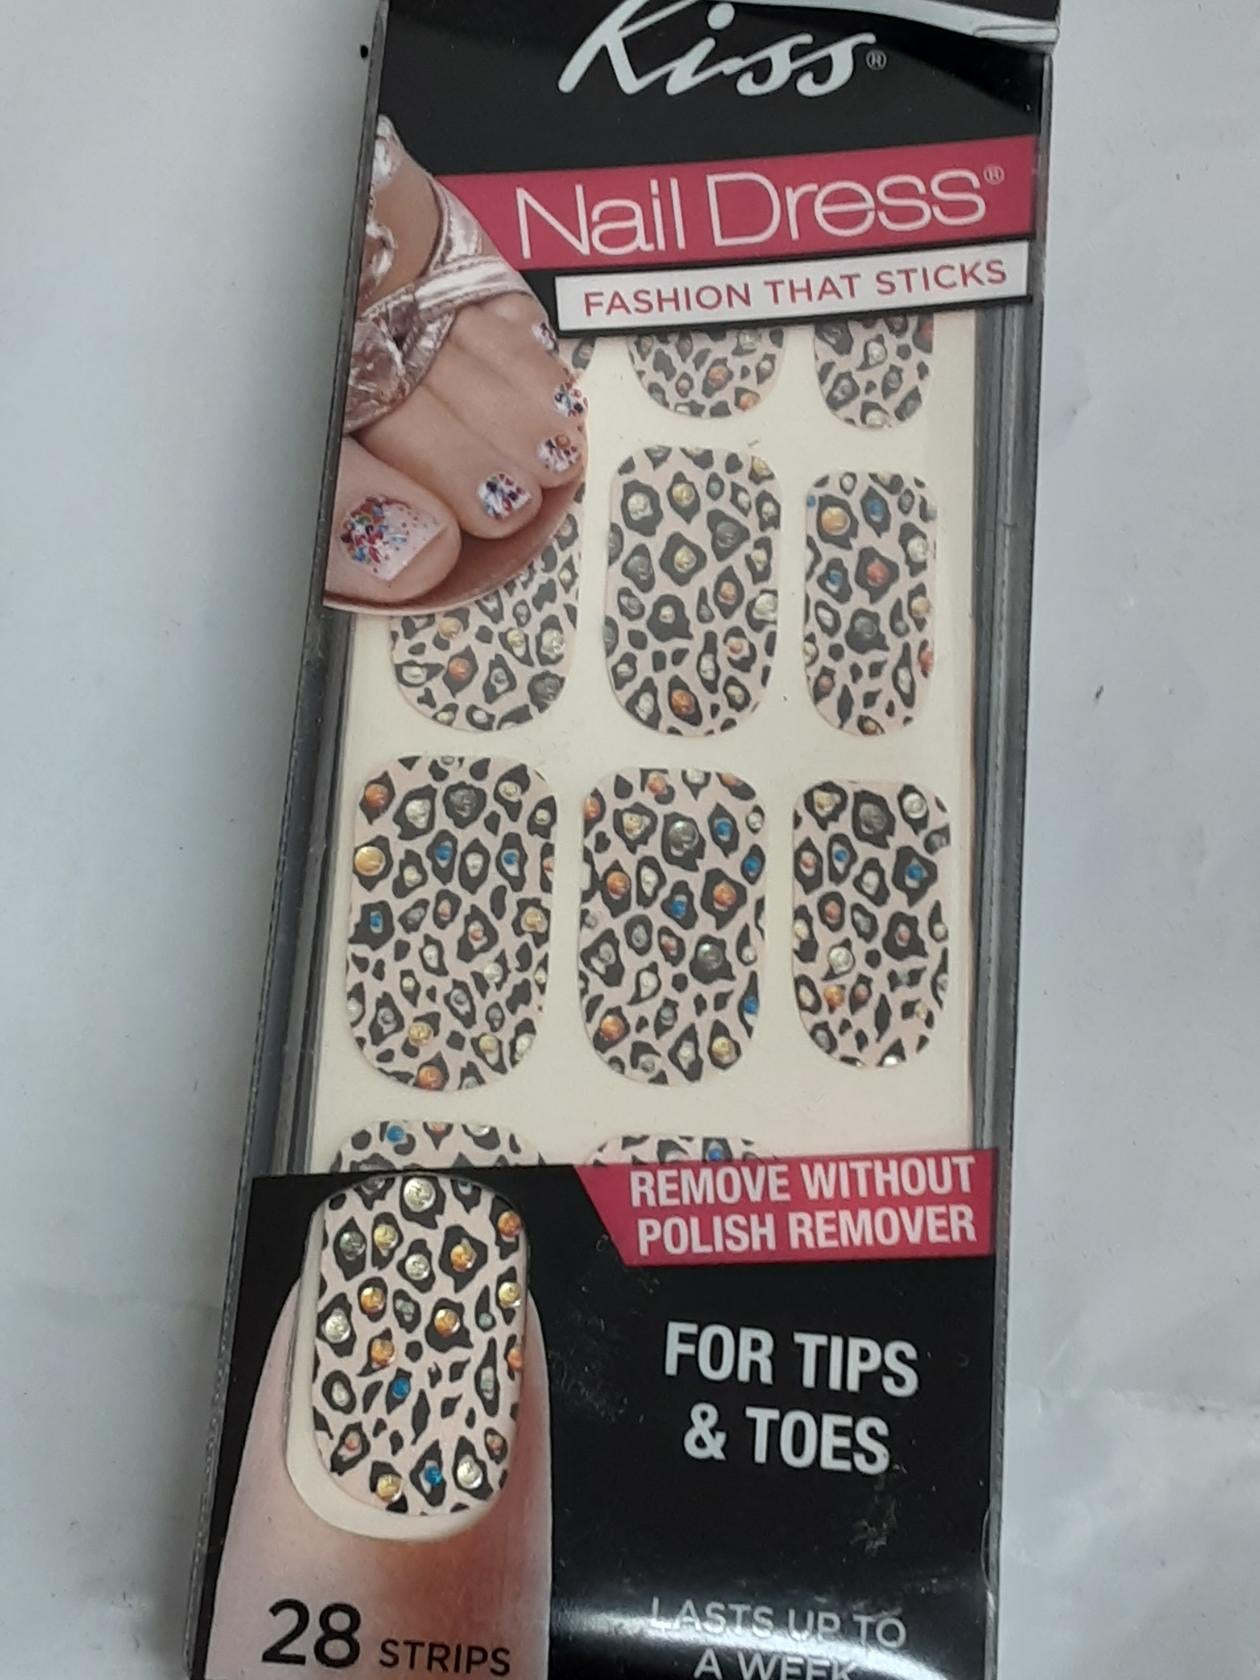 Kiss®
Nail Dress®
FASHION THAT STICKS
REMOVE WITHOUT
POLISH REMOVER
FOR TIPS
& TOES
28 STRIPS
LASTS UP TO
A WEEK